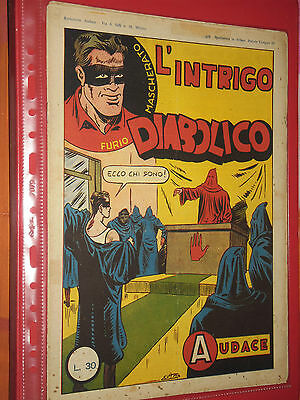 L'INTRIGO
DIABOLICO
FURIO
MASCHERATO
ECCO CHI SONO!
AUDACE
L. 30